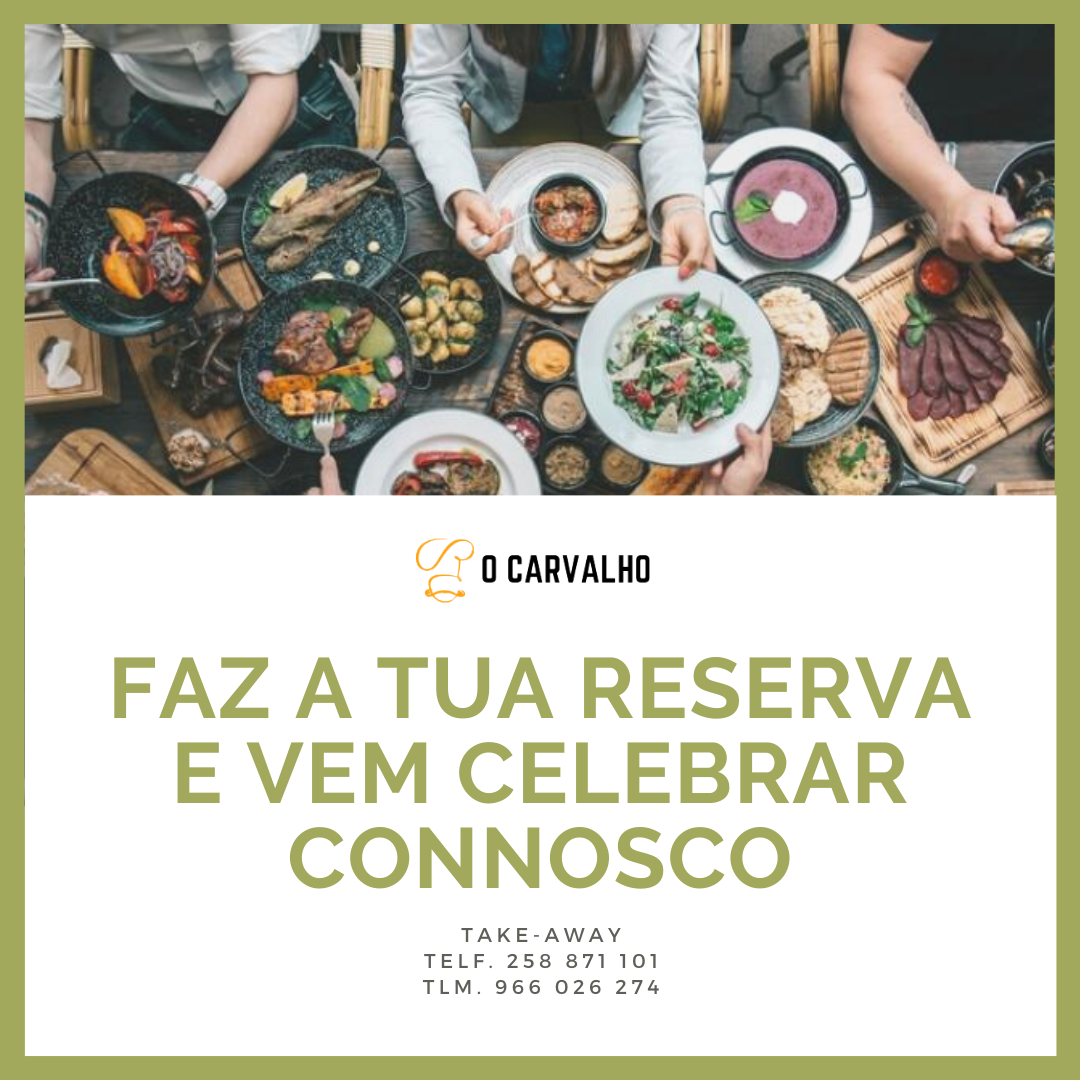 O CARVALHO
FAZ A TUA RESERVA
E VEM CELEBRAR
CONNOSCO
TAKE-AWAY
TELF. 258 871 101
TLM. 966 026 274